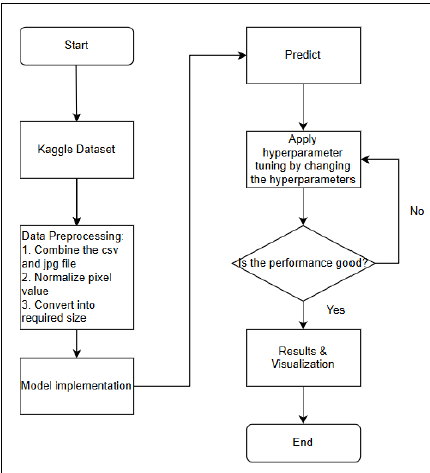 Start
Kaggle Dataset
Data Preprocessing:
1. Combine the csv
and jpg file
2. Normalize pixel
value
3. Convert into
required size
Model implementation
Predict
Apply
hyperparameter
tuning by changing
the hyperparameters
No
Is the performance good?
Yes
Results &
Visualization
End